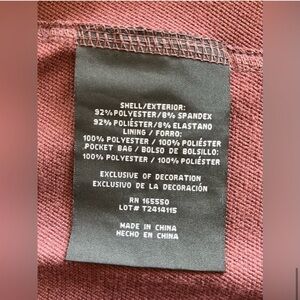 SHELL/EXTERIOR:
92% POLYESTER/8% SPANDEX
92% POLIÉSTER/8% ELASTANO
LINING / FORRO:
100% POLYESTER / 100% POLIÉSTER
POCKET BAG / BOLSO DE BOLSILLO:
100% POLYESTER / 100% POLIÉSTER
EXCLUSIVE OF DECORATION
EXCLUSIVO DE LA DECORACIÓN
RN 165550
LOT# T2414115
MADE IN CHINA
HECHO EN CHINA